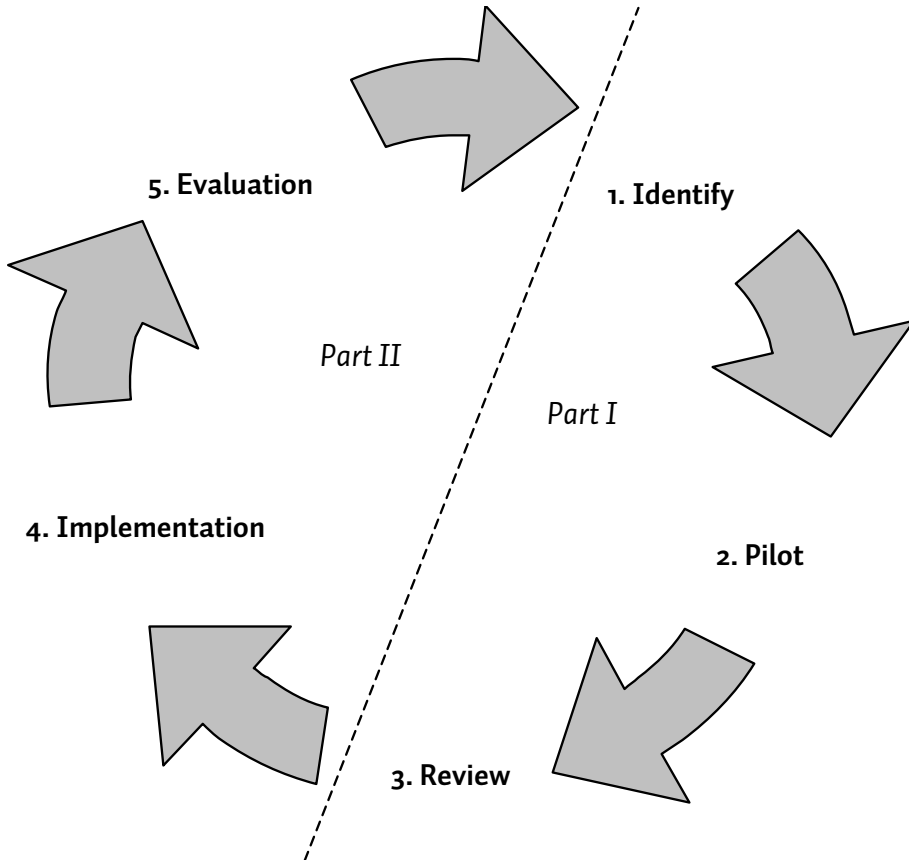 5. Evaluation
1. Identify
Part II
Part I
4. Implementation
2. Pilot
3. Review